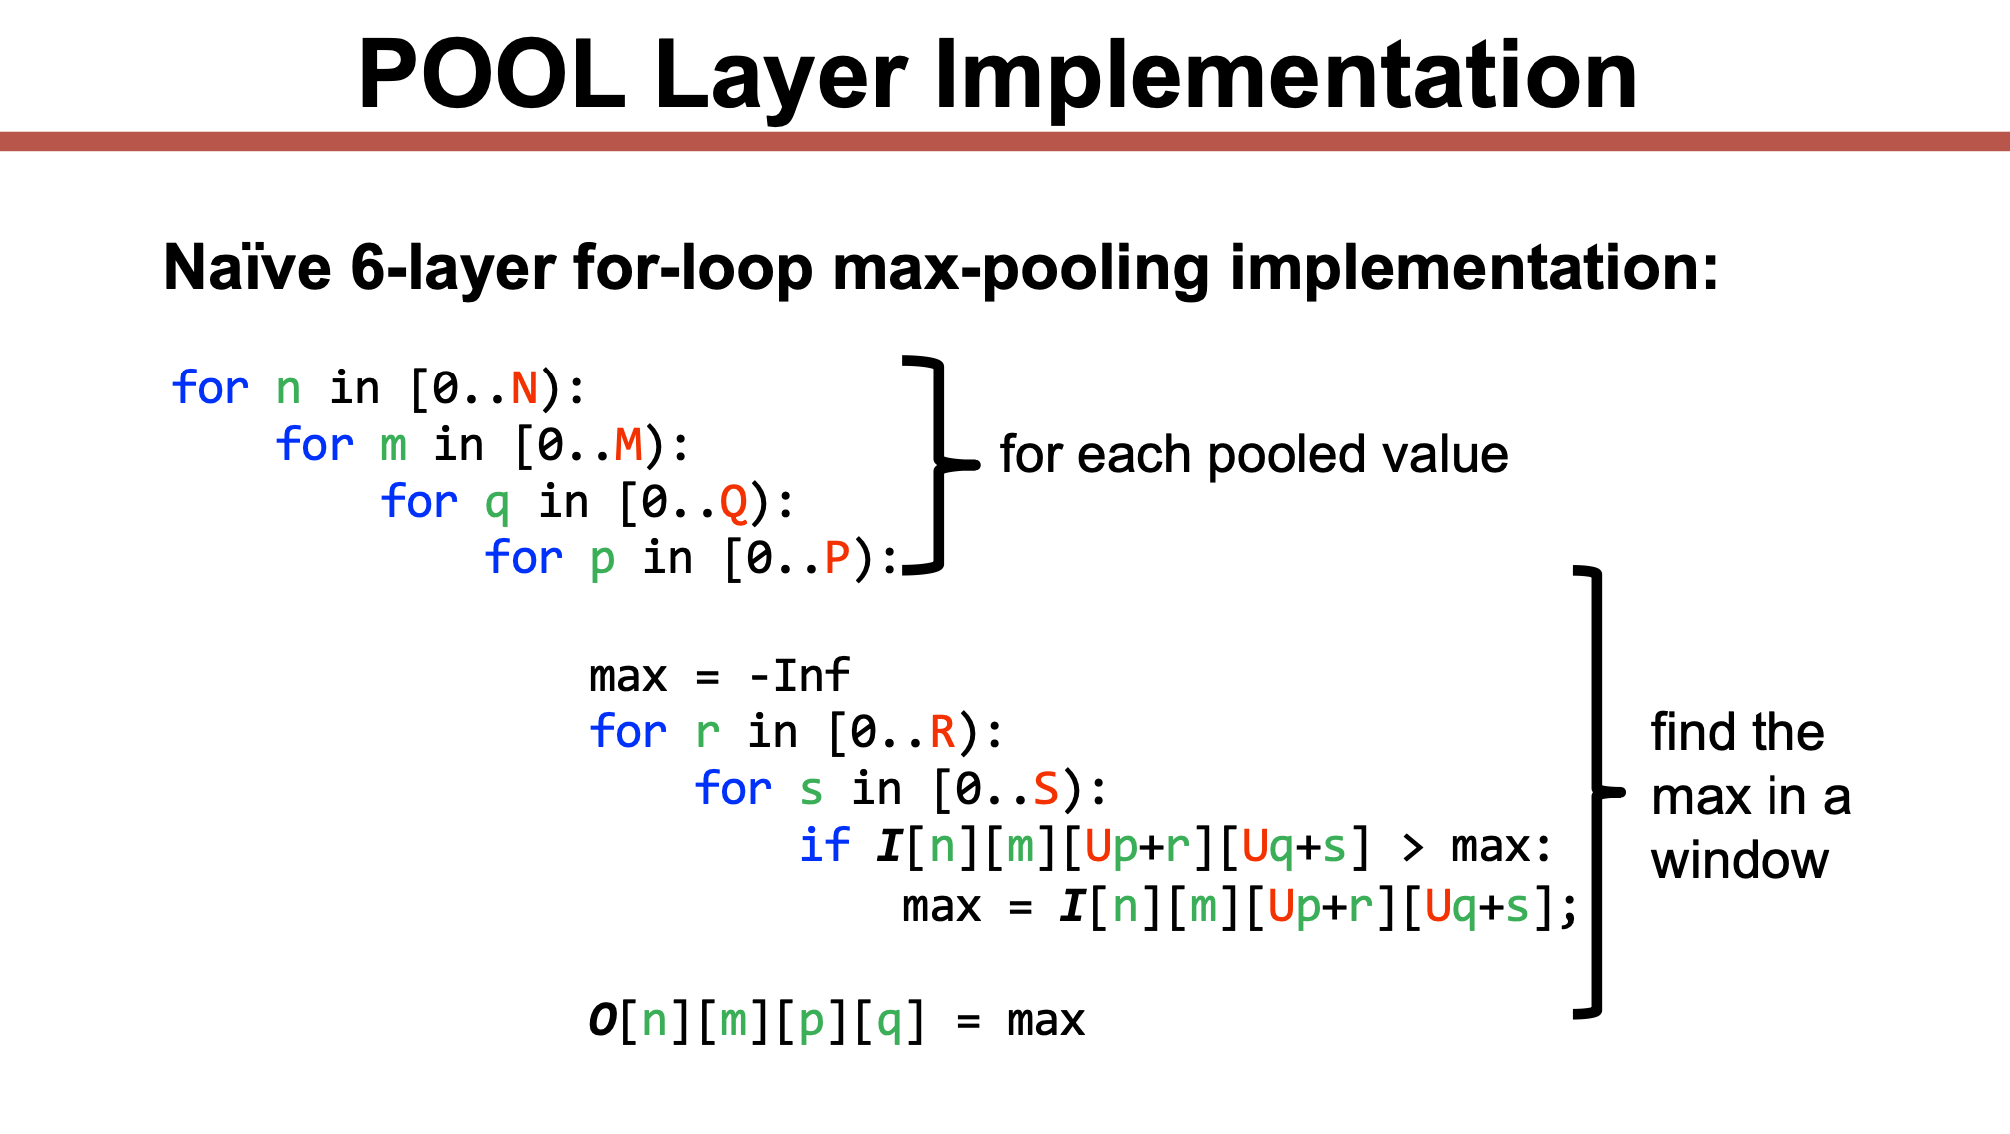 POOL Layer Implementation
Naïve 6-layer for-loop max-pooling implementation:
for n in [0..N):
for m in [0..M):
for q in [0..Q):
for p in [0..P):
for each pooled value
max = -Inf
for r in [0..R):
for s in [0..S):
if I[n][m][Up+r][Uq+s] > max:
max = I[n][m][Up+r][Uq+s];
O[n][m][p][q] = max
find the
max in a
window